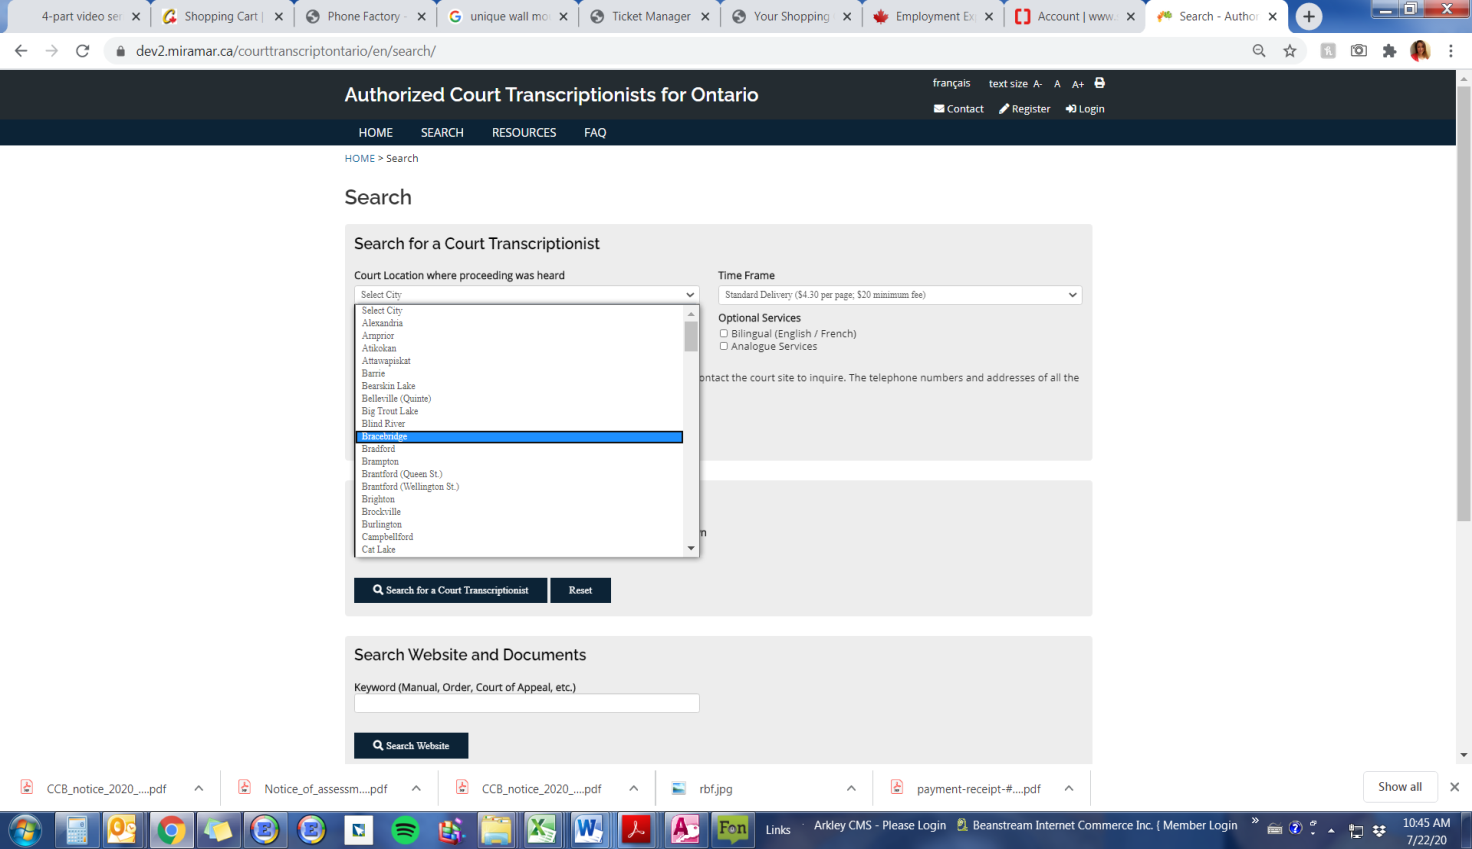 4-part video ser
Shopping Cart |
Phone Factory -
unique wall mo
Ticket Manager
Your Shopping
Employment Ex
Account | www.
Search - Author
dev2.miramar.ca/courttranscriptontario/en/search/
Authorized Court Transcriptionists for Ontario
français text size A- A A+
Contact Register Login
HOME SEARCH RESOURCES FAQ
HOME > Search
Search
Search for a Court Transcriptionist
Court Location where proceeding was heard
Select City
Time Frame
Standard Delivery ($4.30 per page; $20 minimum fee)
Optional Services
Bilingual (English / French)
Analogue Services
ontact the court site to inquire. The telephone numbers and addresses of all the
Select City
Alexandria
Arnprior
Atikokan
Attawapiskat
Barrie
Bearskin Lake
Belleville (Quinte)
Big Trout Lake
Blind River
Bracebridge
Bradford
Brampton
Brantford (Queen St.)
Brantford (Wellington St.)
Brighton
Brockville
Burlington
Campbellford
Cat Lake
Search for a Court Transcriptionist
Reset
Search Website and Documents
Keyword (Manual, Order, Court of Appeal, etc.)
Search Website
CCB_notice_2020_....pdf
Notice_of_assessm....pdf
CCB_notice_2020_....pdf
rbf.jpg
payment-receipt-#....pdf
Show all
Fon
Links
Arkley CMS - Please Login
Beanstream Internet Commerce Inc. { Member Login
10:45 AM
7/22/20